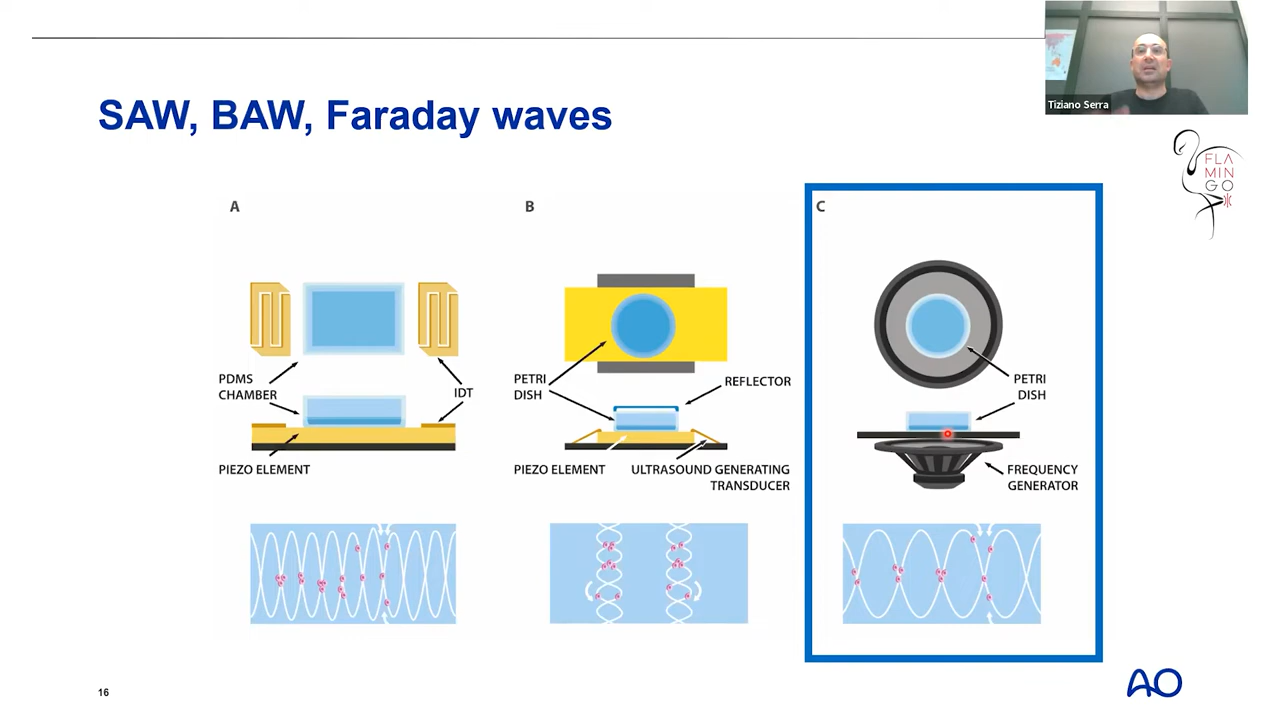 Tiziano Serra
SAW, BAW, Faraday waves
FLA
MIN
GO
A
PDMS
CHAMBER
IDT
PIEZO ELEMENT
B
PETRI
DISH
REFLECTOR
PIEZO ELEMENT
ULTRASOUND GENERATING
TRANSDUCER
C
PETRI
DISH
FREQUENCY
GENERATOR
16
AO